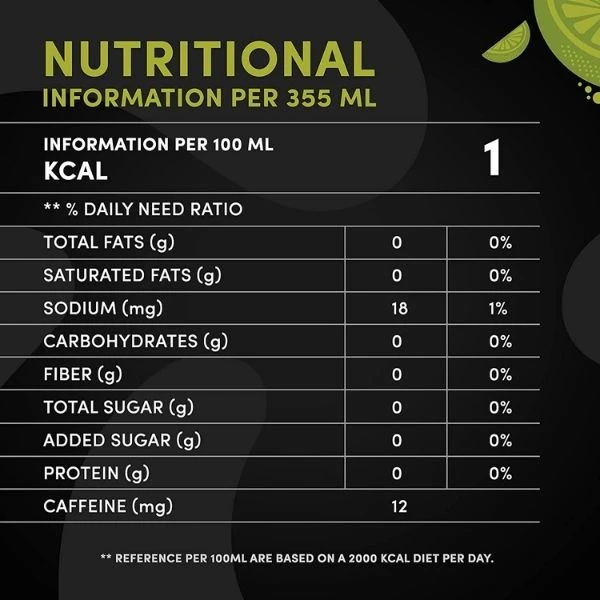 NUTRITIONAL
INFORMATION PER 355 ML
INFORMATION PER 100 ML
KCAL 1
** % DAILY NEED RATIO
TOTAL FATS (g) 0 0%
SATURATED FATS (g) 0 0%
SODIUM (mg) 18 1%
CARBOHYDRATES (g) 0 0%
FIBER (g) 0 0%
TOTAL SUGAR (g) 0 0%
ADDED SUGAR (g) 0 0%
PROTEIN (g) 0 0%
CAFFEINE (mg) 12
** REFERENCE PER 100ML ARE BASED ON A 2000 KCAL DIET PER DAY.